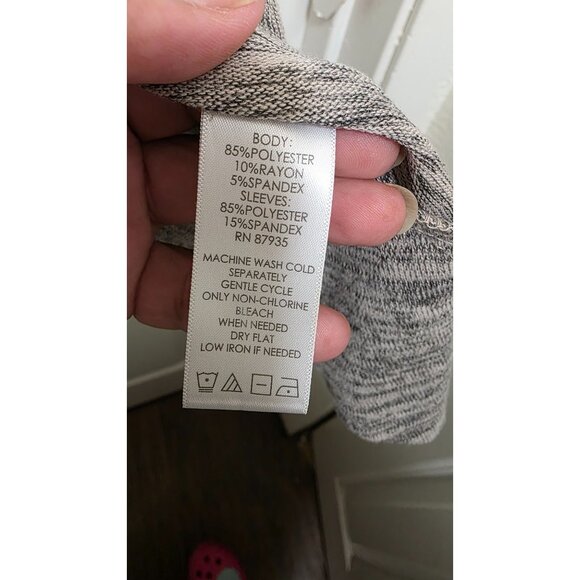 BODY:
85%POLYESTER
10%RAYON
5%SPANDEX
SLEEVES:
85%POLYESTER
15%SPANDEX
RN 87935
MACHINE WASH COLD
SEPARATELY
GENTLE CYCLE
ONLY NON-CHLORINE
BLEACH
WHEN NEEDED
DRY FLAT
LOW IRON IF NEEDED